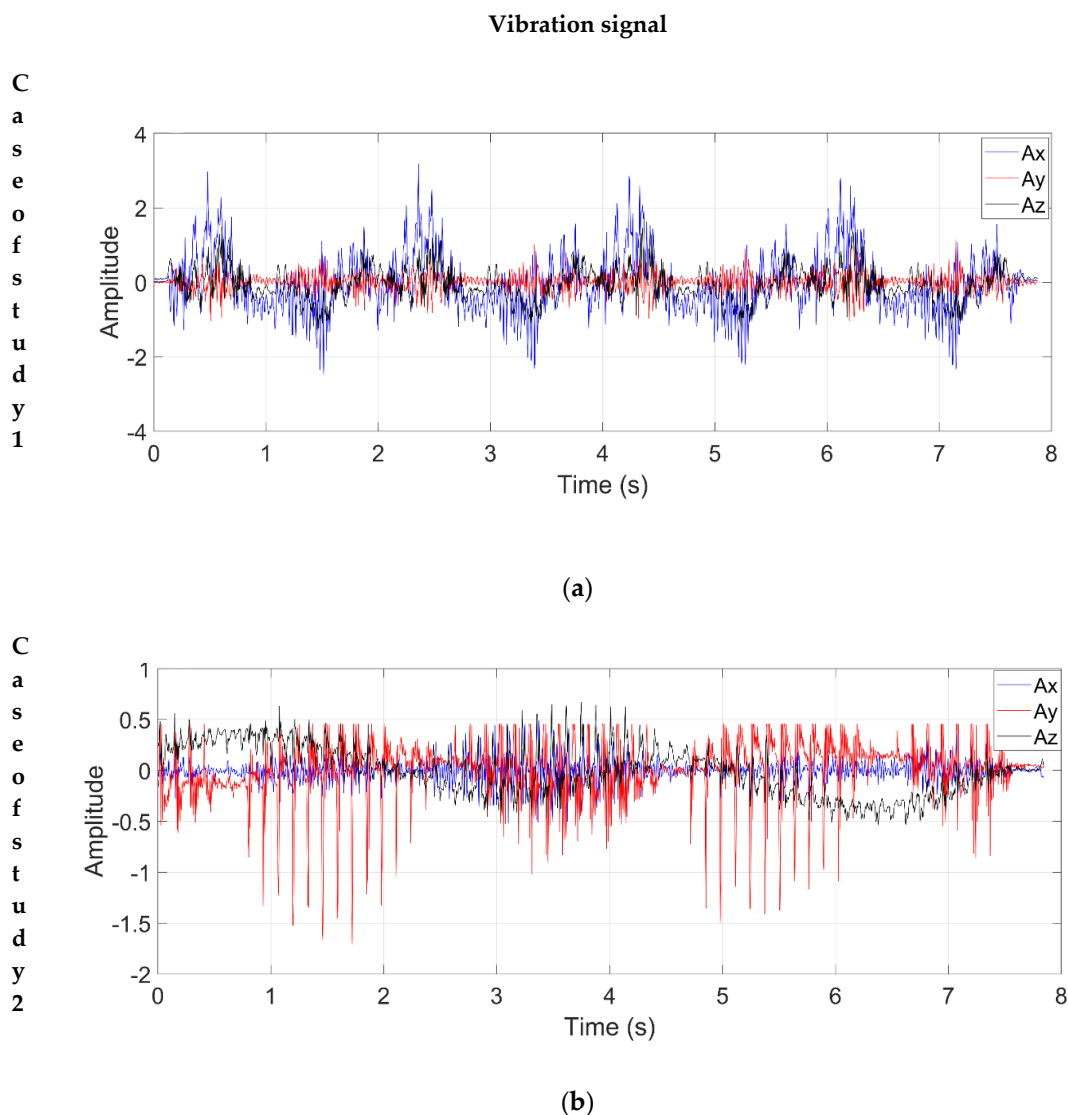 Vibration signal
C
a
s
e
o
f
s
t
u
d
y
1
4
2
0
-2
-4
Amplitude
Ax
Ay
Az
0 1 2 3 4 5 6 7 8
Time (s)
(a)
C
a
s
e
o
f
s
t
u
d
y
2
1
0.5
0
-0.5
-1
-1.5
-2
Amplitude
Ax
Ay
Az
0 1 2 3 4 5 6 7 8
Time (s)
(b)